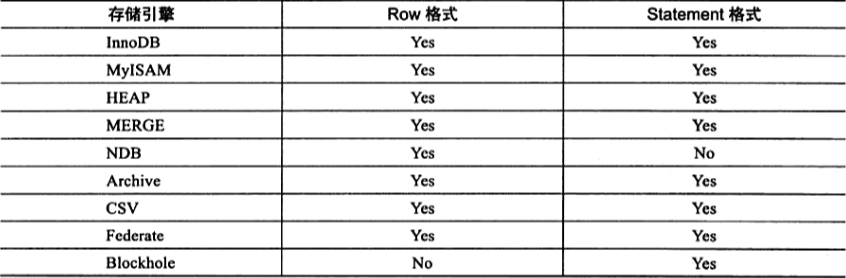 存储引擎 Row 格式 Statement 格式
InnoDB Yes Yes
MyISAM Yes Yes
HEAP Yes Yes
MERGE Yes Yes
NDB Yes No
Archive Yes Yes
CSV Yes Yes
Federate Yes Yes
Blockhole No Yes